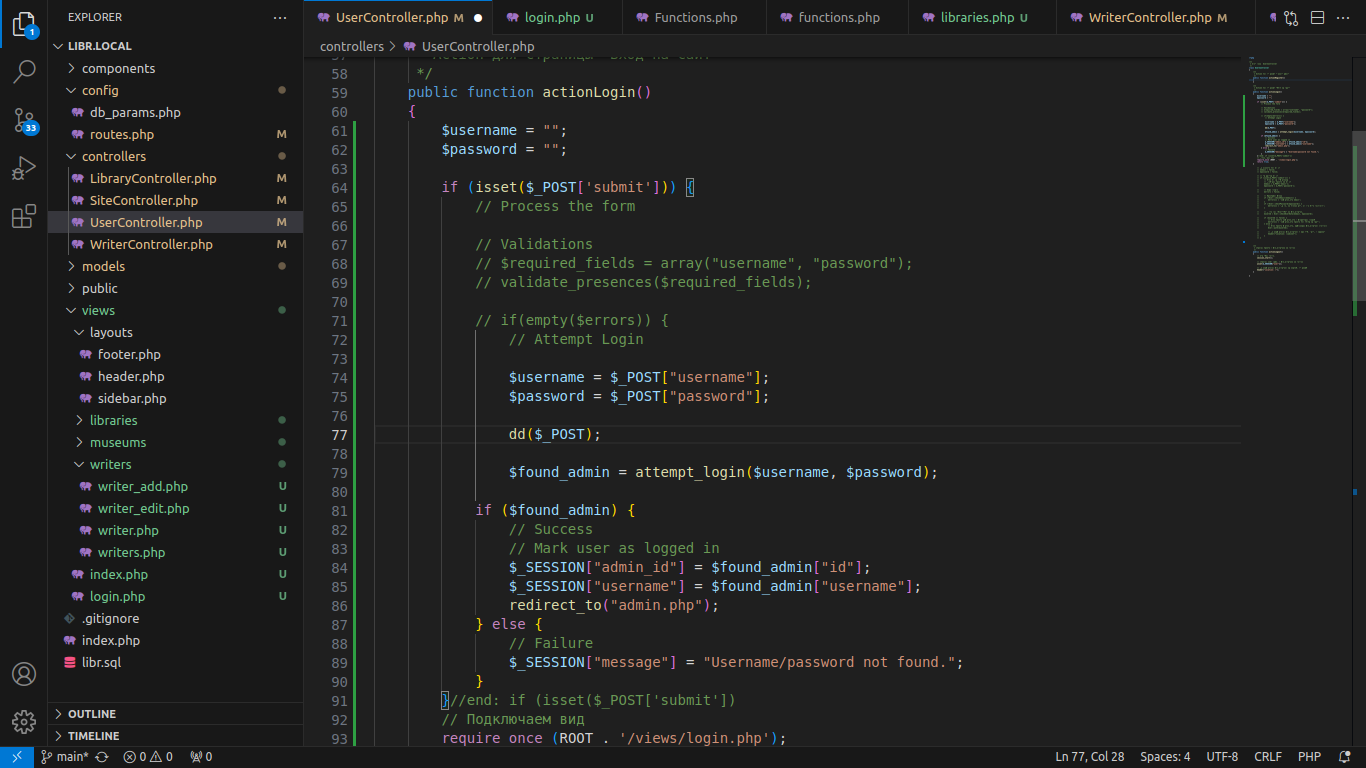 EXPLORER
UserController.php M
login.php U
Functions.php
functions.php
libraries.php U
WriterController.php M
LIBR.LOCAL
components
config
db_params.php
routes.php M
controllers
LibraryController.php M
SiteController.php M
UserController.php M
WriterController.php M
models
public
views
layouts
footer.php
header.php
sidebar.php
libraries
museums
writers
writer_add.php U
writer_edit.php U
writer.php U
writers.php U
index.php U
login.php U
.gitignore
index.php
libr.sql
OUTLINE
TIMELINE
1
33
controllers > UserController.php
58 */
59 public function actionLogin()
60 {
61 $username = "";
62 $password = "";
63
64 if (isset($_POST['submit'])) {
65 // Process the form
66
67 // Validations
68 // $required_fields = array("username", "password");
69 // validate_presences($required_fields);
70
71 // if(empty($errors)) {
72 // Attempt Login
73
74 $username = $_POST["username"];
75 $password = $_POST["password"];
76
77 dd($_POST);
78
79 $found_admin = attempt_login($username, $password);
80
81 if ($found_admin) {
82 // Success
83 // Mark user as logged in
84 $_SESSION["admin_id"] = $found_admin["id"];
85 $_SESSION["username"] = $found_admin["username"];
86 redirect_to("admin.php");
87 } else {
88 // Failure
89 $_SESSION["message"] = "Username/password not found.";
90 }
91 }//end: if (isset($_POST['submit'])
92 // Подключаем вид
93 require_once (ROOT . '/views/login.php');
main* 0 0 0 Ln 77, Col 28 Spaces: 4 UTF-8 CRLF PHP